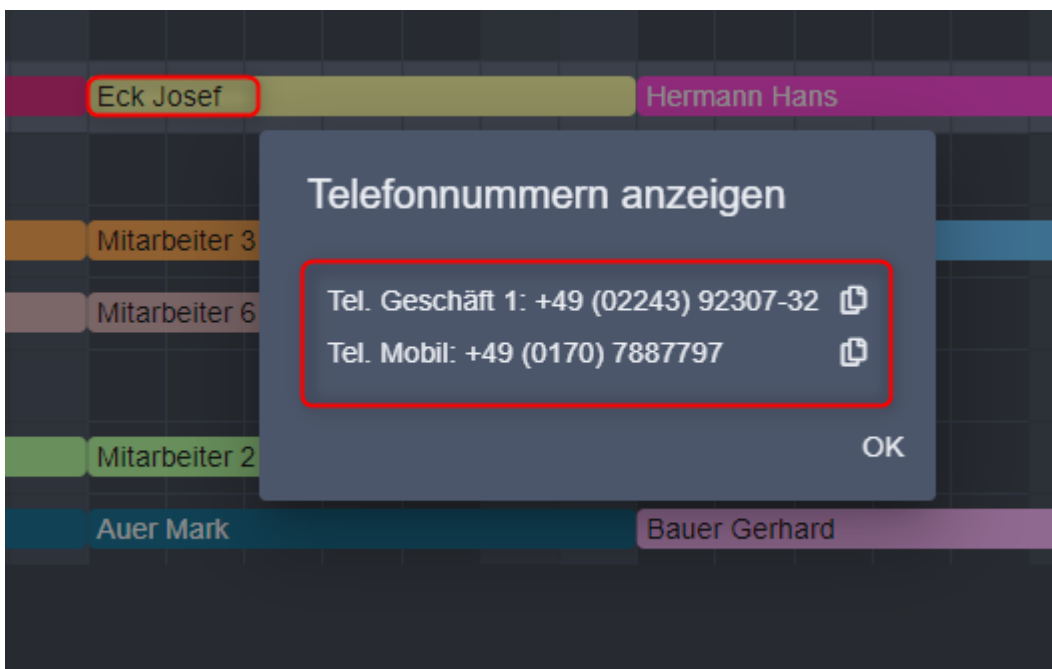 Eck Josef
Hermann Hans
Telefonnummern anzeigen
Mitarbeiter 3
Tel. Geschäft 1: +49 (02243) 92307-32
Mitarbeiter 6
Tel. Mobil: +49 (0170) 7887797
OK
Mitarbeiter 2
Auer Mark
Bauer Gerhard